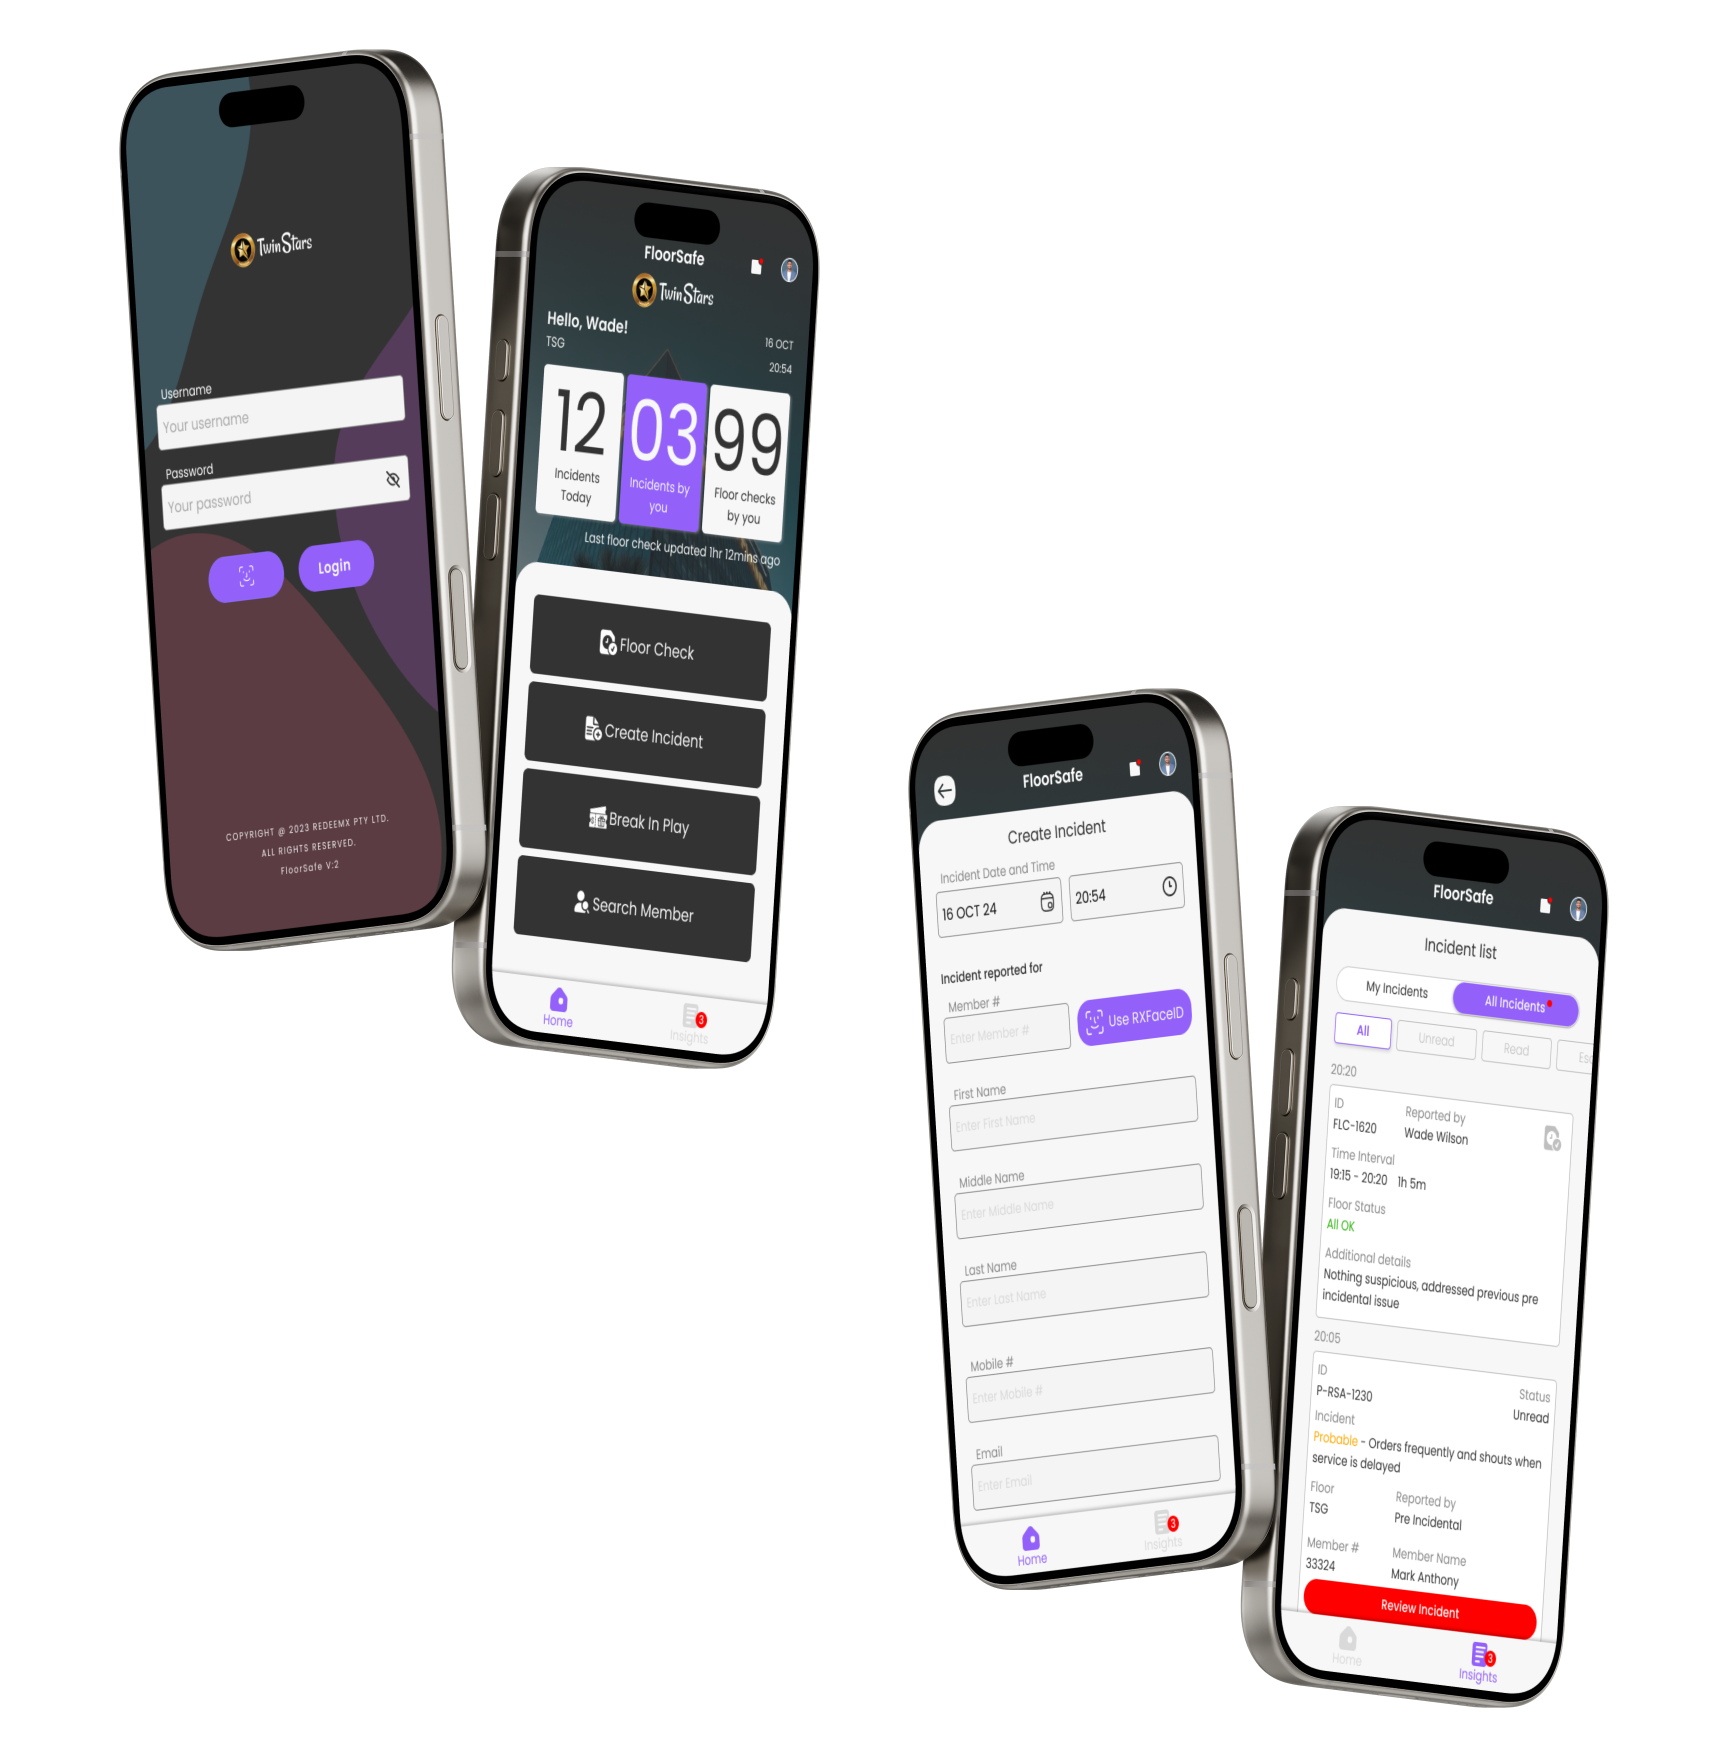 TwinStars
Username
Your username
Password
Your password
Login
COPYRIGHT @ 2023 REDEEMX PTY LTD.
ALL RIGHTS RESERVED.
FloorSafe V:2
FloorSafe
TwinStars
Hello, Wade!
TSG
16 OCT
20:54
12
Incidents
Today
03
Incidents by
you
99
Floor checks
by you
Last floor check updated 1hr 12mins ago
Floor Check
Create Incident
Break In Play
Search Member
Home
3
Insights
FloorSafe
Create Incident
Incident Date and Time
16 OCT 24
20:54
Incident reported for
Member #
Enter Member #
Use RXFaceID
First Name
Enter First Name
Middle Name
Enter Middle Name
Last Name
Enter Last Name
Mobile #
Enter Mobile #
Email
Enter Email
Home
3
Insights
FloorSafe
Incident list
My Incidents
All Incidents
All
Unread
Read
Esc
20:20
ID
FLC-1620
Reported by
Wade Wilson
Time Interval
19:15 - 20:20 1h 5m
Floor Status
All OK
Additional details
Nothing suspicious, addressed previous pre
incidental issue
20:05
ID
P-RSA-1230
Status
Unread
Incident
Probable - Orders frequently and shouts when
service is delayed
Floor
TSG
Reported by
Pre Incidental
Member #
33324
Member Name
Mark Anthony
Review Incident
Home
3
Insights